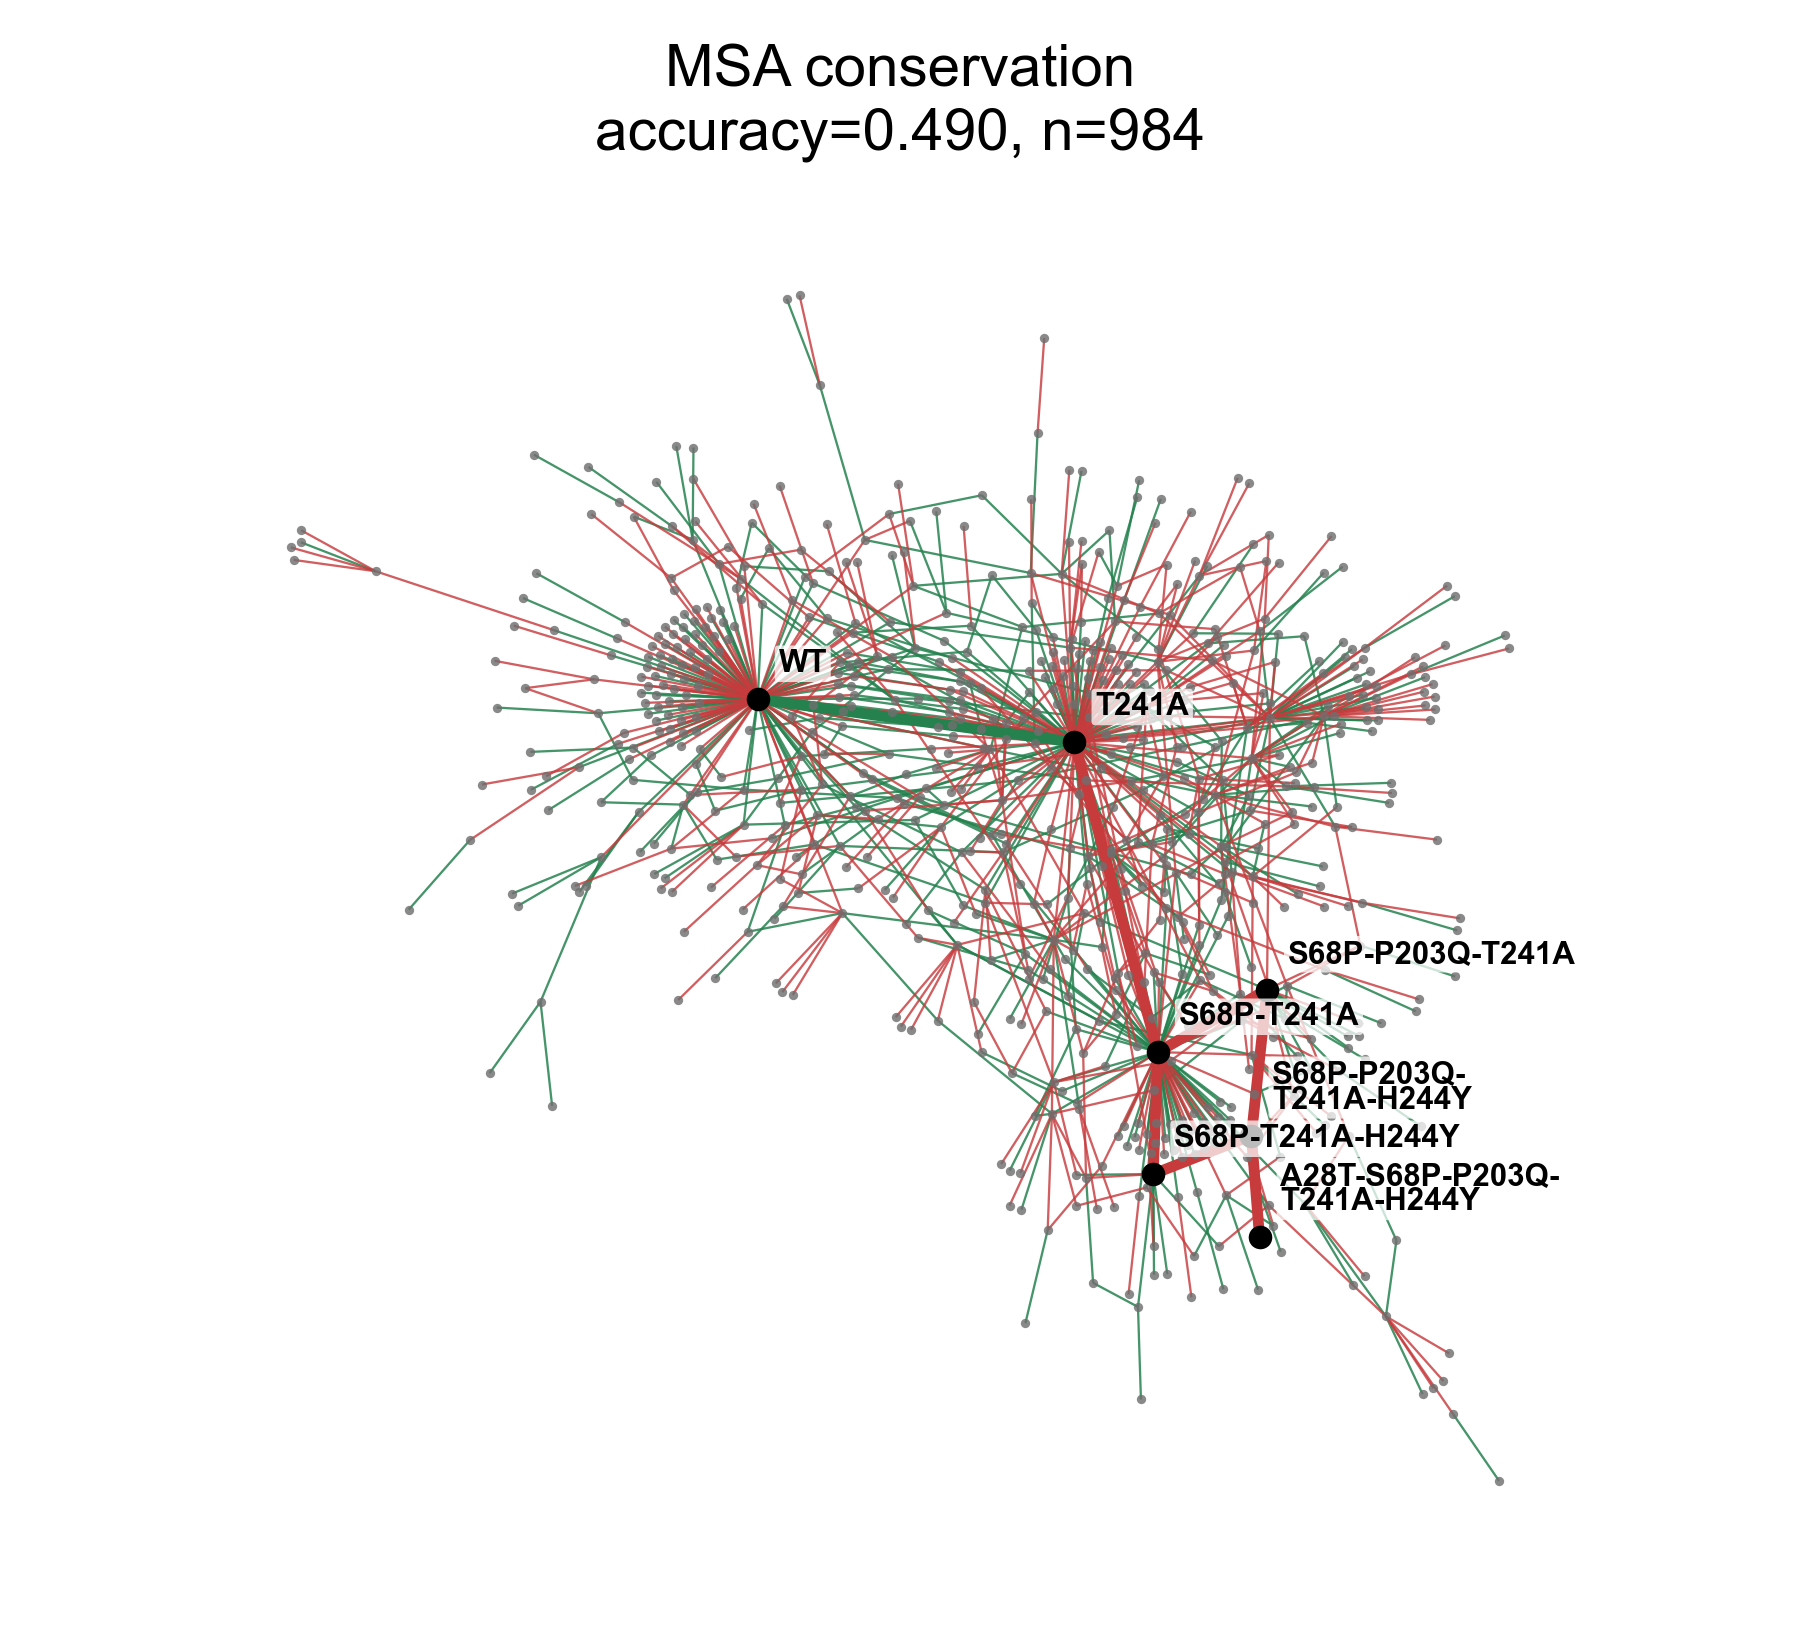 MSA conservation
accuracy=0.490, n=984
WT
T241A
S68P-P203Q-T241A
S68P-T241A
S68P-P203Q-
T241A-H244Y
S68P-T241A-H244Y
A28T-S68P-P203Q-
T241A-H244Y